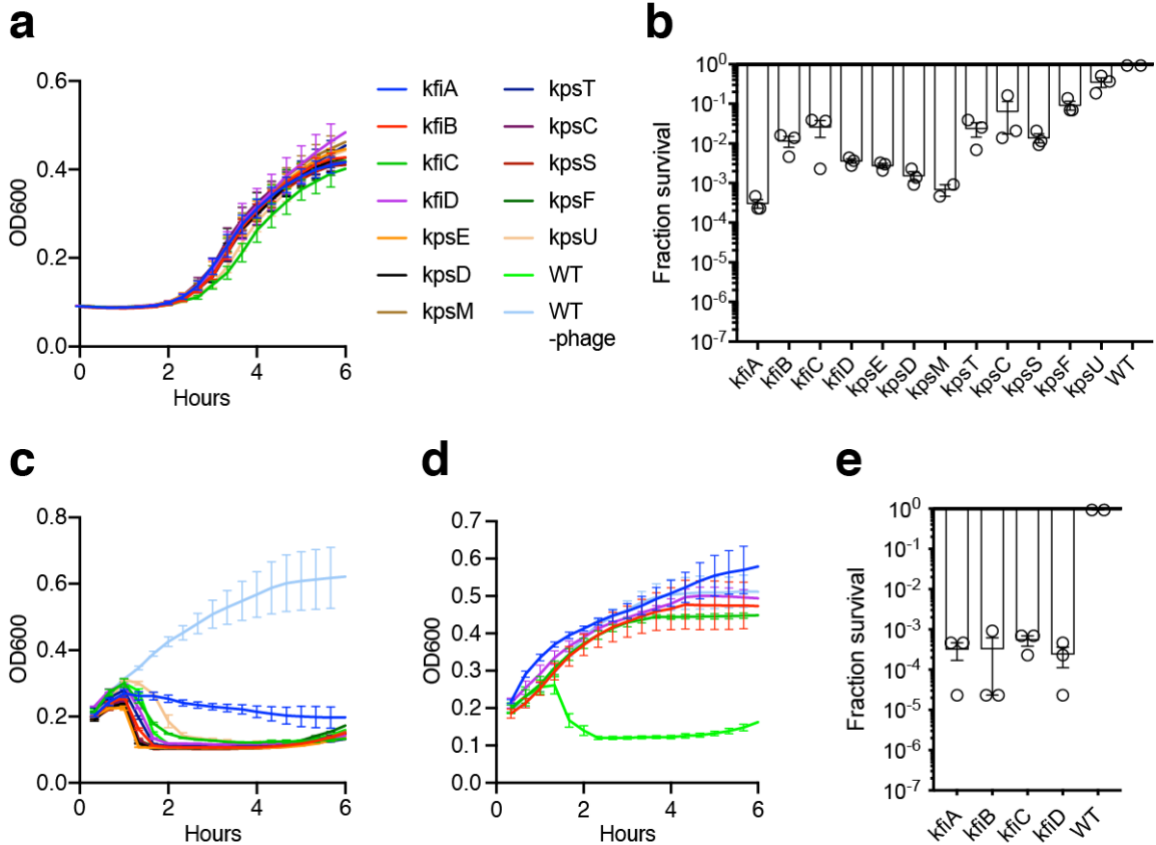 a
OD600
0.6
0.4
0.2
0.0
0 2 4 6
Hours
kfiA
kfiB
kfiC
kfiD
kpsE
kpsD
kpsM
kpsT
kpsC
kpsS
kpsF
kpsU
WT
WT
-phage
b
Fraction survival
10⁰
10⁻¹
10⁻²
10⁻³
10⁻⁴
10⁻⁵
10⁻⁶
10⁻⁷
kfiA kfiB kfiC kfiD kpsE kpsD kpsM kpsT kpsC kpsS kpsF kpsU WT
c
OD600
0.8
0.6
0.4
0.2
0.0
0 2 4 6
Hours
d
OD600
0.7
0.6
0.5
0.4
0.3
0.2
0.1
0.0
0 2 4 6
Hours
e
Fraction survival
10⁰
10⁻¹
10⁻²
10⁻³
10⁻⁴
10⁻⁵
10⁻⁶
10⁻⁷
kfiA kfiB kfiC kfiD WT